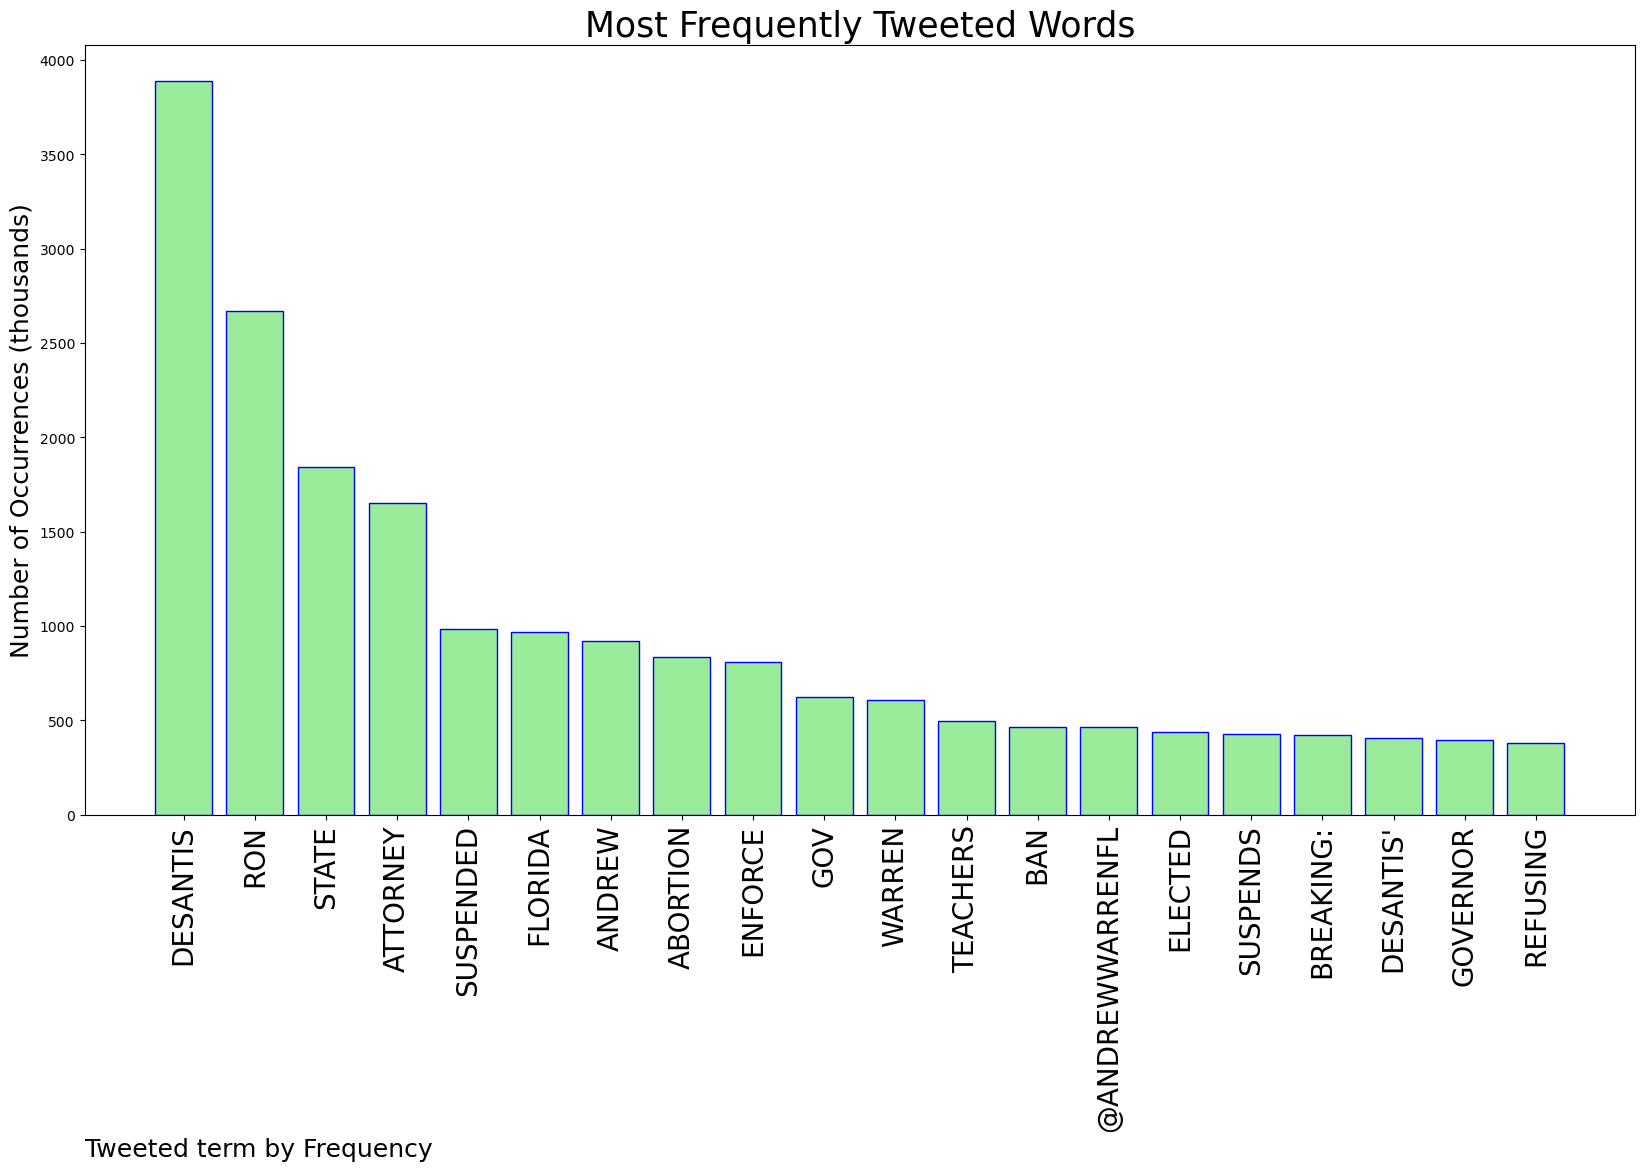 Most Frequently Tweeted Words
Number of Occurrences (thousands)
4000
3500
3000
2500
2000
1500
1000
500
0
DESANTIS
RON
STATE
ATTORNEY
SUSPENDED
FLORIDA
ANDREW
ABORTION
ENFORCE
GOV
WARREN
TEACHERS
BAN
@ANDREWWARRENFL
ELECTED
SUSPENDS
BREAKING:
DESANTIS'
GOVERNOR
REFUSING
Tweeted term by Frequency